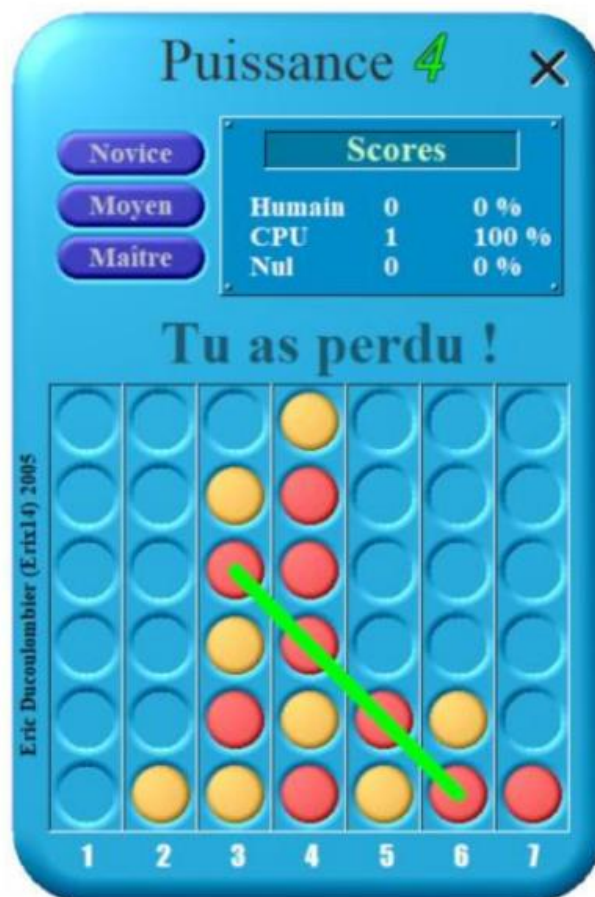 Puissance 4
Novice
Moyen
Maître
Scores
Humain 0 0 %
CPU 1 100 %
Nul 0 0 %
Tu as perdu !
Eric Ducoulombier (Erix14) 2005
1 2 3 4 5 6 7